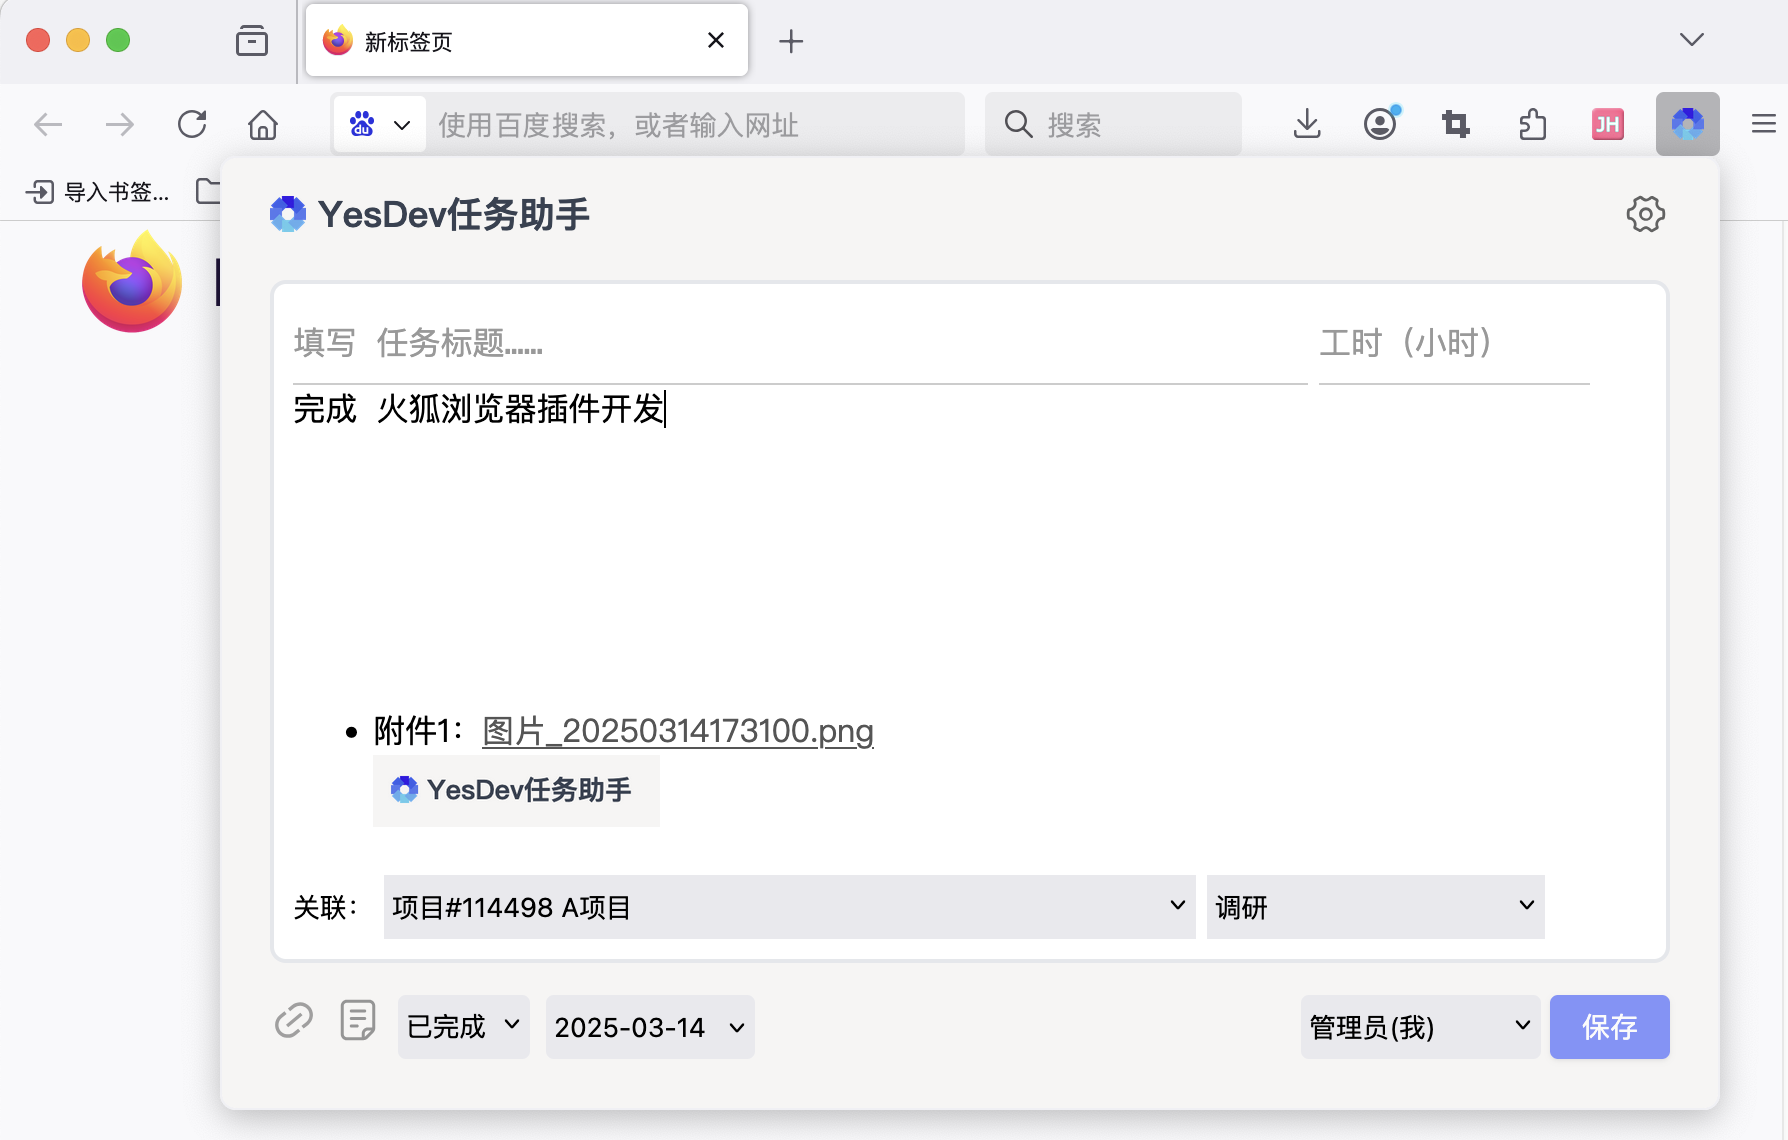 新标签页
du
使用百度搜索，或者输入网址
搜索
JH
导入书签...
YesDev任务助手
填写 任务标题......
工时（小时）
完成 火狐浏览器插件开发
附件1：图片_20250314173100.png
YesDev任务助手
关联：
项目#114498 A项目
调研
已完成
2025-03-14
管理员(我)
保存